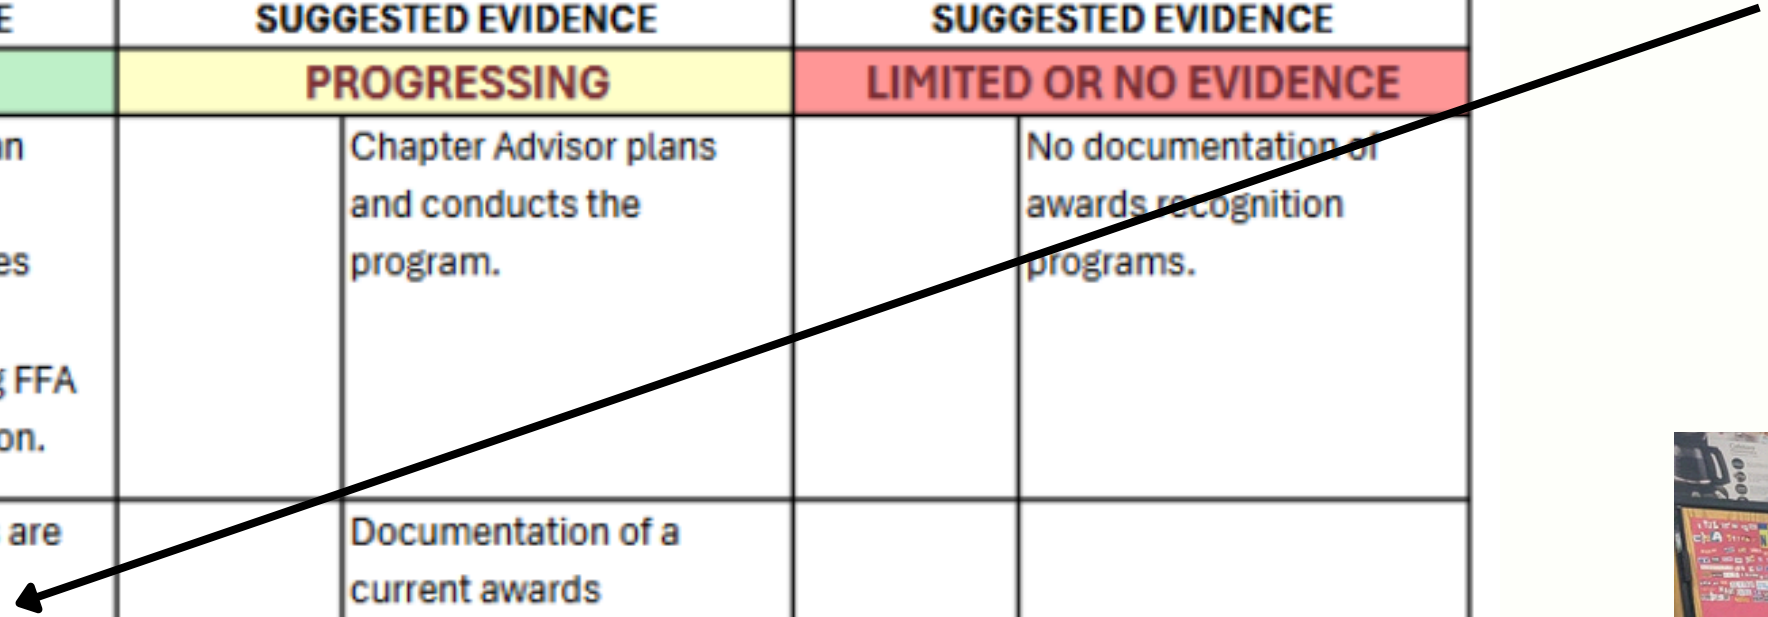 E
SUGGESTED EVIDENCE
SUGGESTED EVIDENCE
PROGRESSING
LIMITED OR NO EVIDENCE
an
es
g FFA
on.
Chapter Advisor plans
and conducts the
program.
No documentation of
awards recognition
programs.
are
Documentation of a
current awards